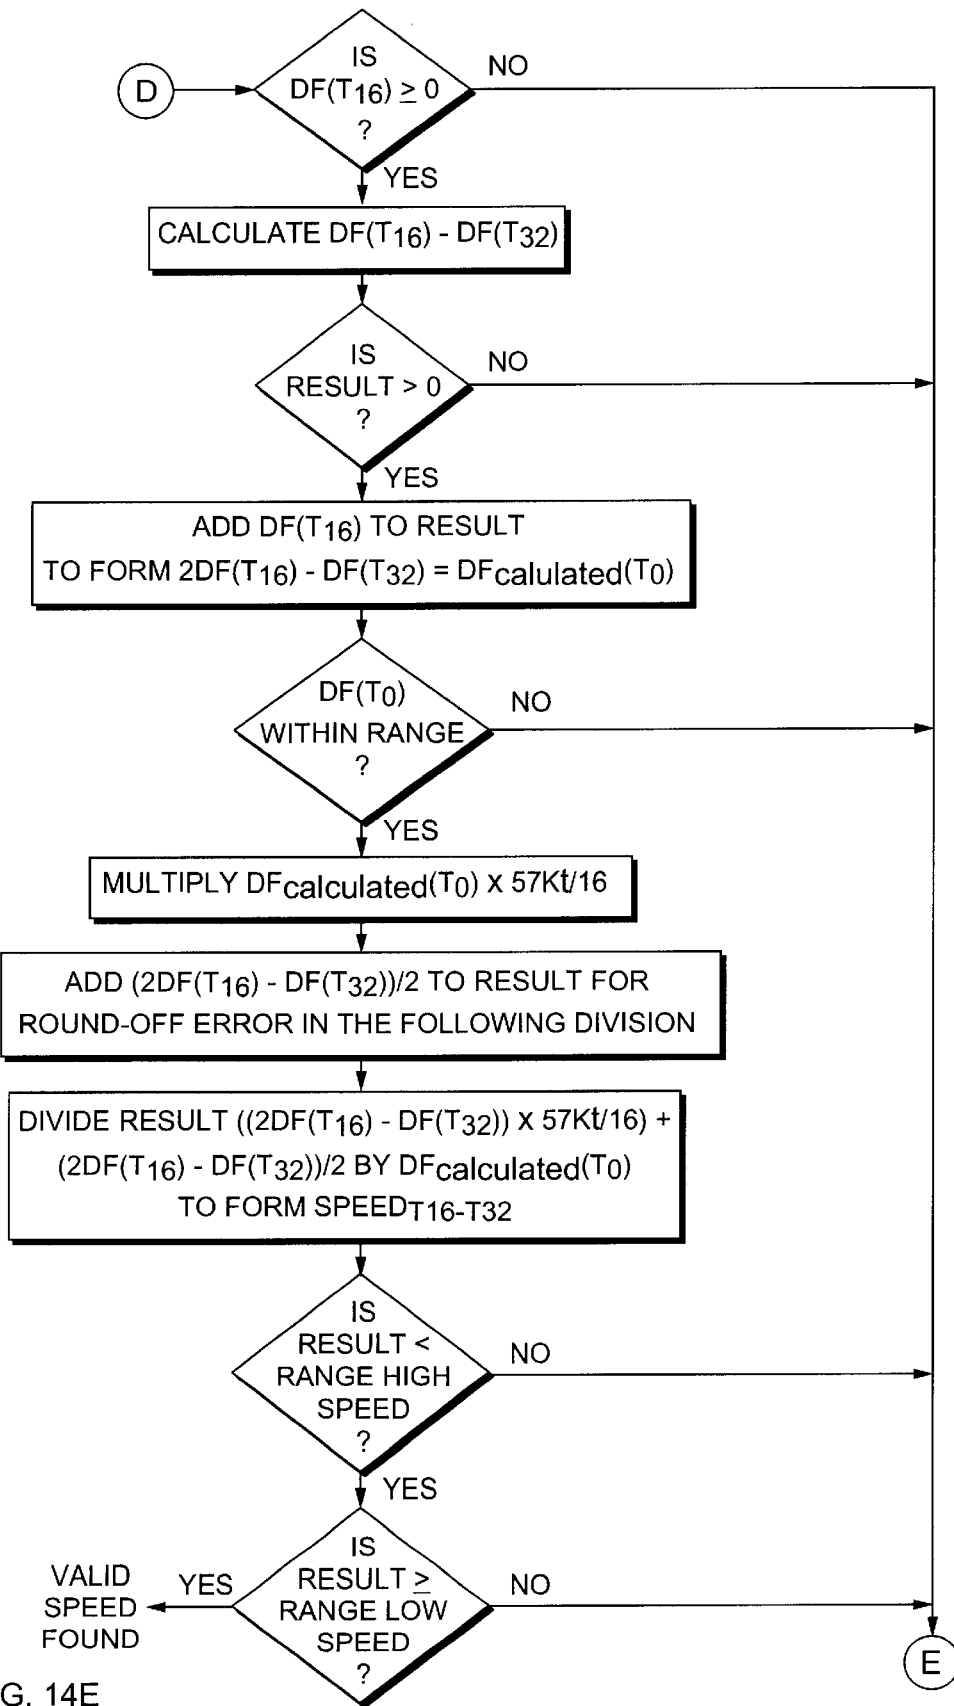 D
IS
DF(T16) ≥ 0
?
NO
YES
CALCULATE DF(T16) - DF(T32)
IS
RESULT > 0
?
NO
YES
ADD DF(T16) TO RESULT
TO FORM 2DF(T16) - DF(T32) = DFcalulated(T0)
DF(T0)
WITHIN RANGE
?
NO
YES
MULTIPLY DFcalculated(T0) X 57Kt/16
ADD (2DF(T16) - DF(T32))/2 TO RESULT FOR
ROUND-OFF ERROR IN THE FOLLOWING DIVISION
DIVIDE RESULT ((2DF(T16) - DF(T32)) X 57Kt/16) +
(2DF(T16) - DF(T32))/2 BY DFcalculated(T0)
TO FORM SPEEDT16-T32
IS
RESULT <
RANGE HIGH
SPEED
?
NO
YES
IS
RESULT ≥
RANGE LOW
SPEED
?
NO
YES
VALID
SPEED
FOUND
E
G. 14E